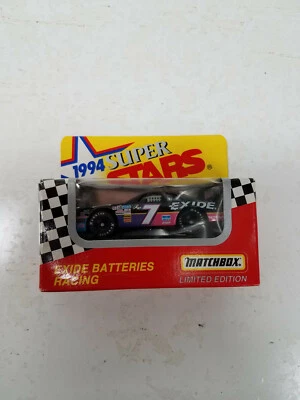 1994 SUPER
STARS
7
EXIDE
EXIDE BATTERIES
RACING
MATCHBOX
LIMITED EDITION